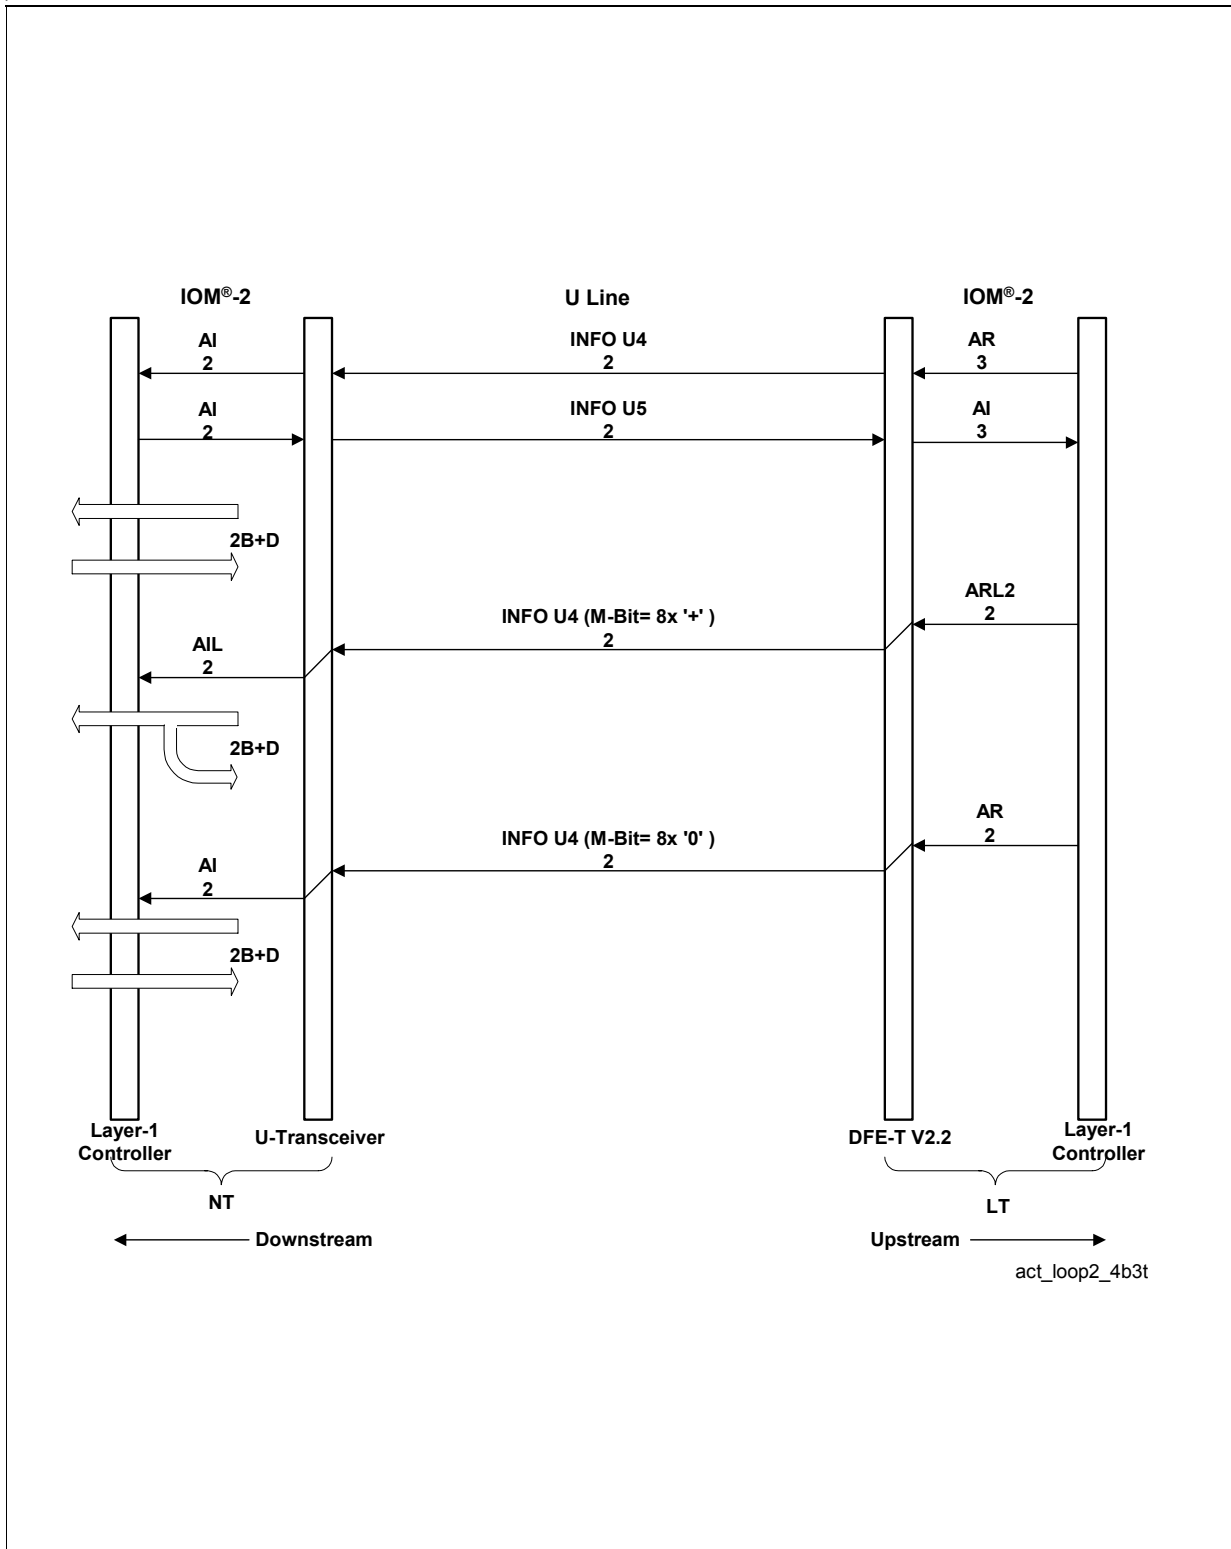 IOM®-2
U Line
IOM®-2
AI
2
INFO U4
2
AR
3
AI
2
INFO U5
2
AI
3
2B+D
ARL2
2
INFO U4 (M-Bit= 8x '+' )
2
AIL
2
2B+D
AR
2
INFO U4 (M-Bit= 8x '0' )
2
AI
2
2B+D
Layer-1
Controller
U-Transceiver
DFE-T V2.2
Layer-1
Controller
NT
LT
Downstream
Upstream
act_loop2_4b3t